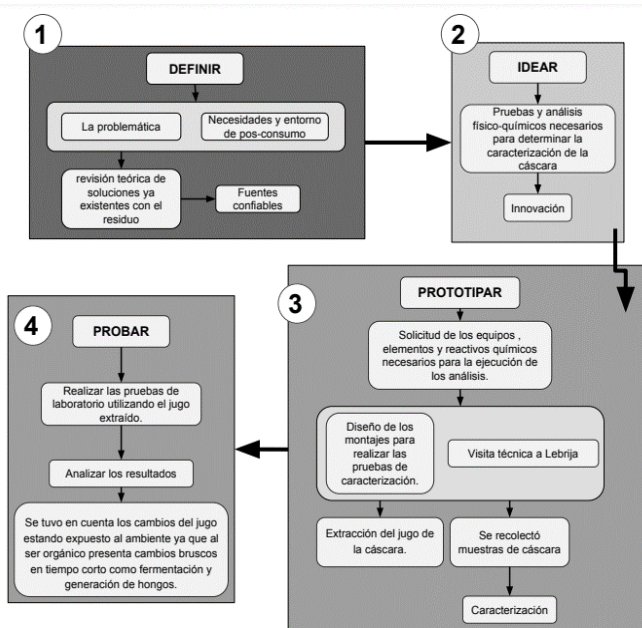 1
DEFINIR
La problemática
Necesidades y entorno
de pos-consumo
revisión teórica de
soluciones ya
existentes con el
residuo
Fuentes
confiables
2
IDEAR
Pruebas y análisis
físico-químicos necesarios
para determinar la
caracterización de la
cáscara
Innovación
3
PROTOTIPAR
Solicitud de los equipos ,
elementos y reactivos químicos
necesarios para la ejecución de
los análisis.
Diseño de los
montajes para
realizar las
pruebas de
caracterización.
Visita técnica a Lebrija
Extracción del jugo de
la cáscara.
Se recolectó
muestras de cáscara
Caracterización
4
PROBAR
Realizar las pruebas de
laboratorio utilizando el jugo
extraído.
Analizar los resultados
Se tuvo en cuenta los cambios del jugo
estando expuesto al ambiente ya que al
ser orgánico presenta cambios bruscos
en tiempo corto como fermentación y
generación de hongos.